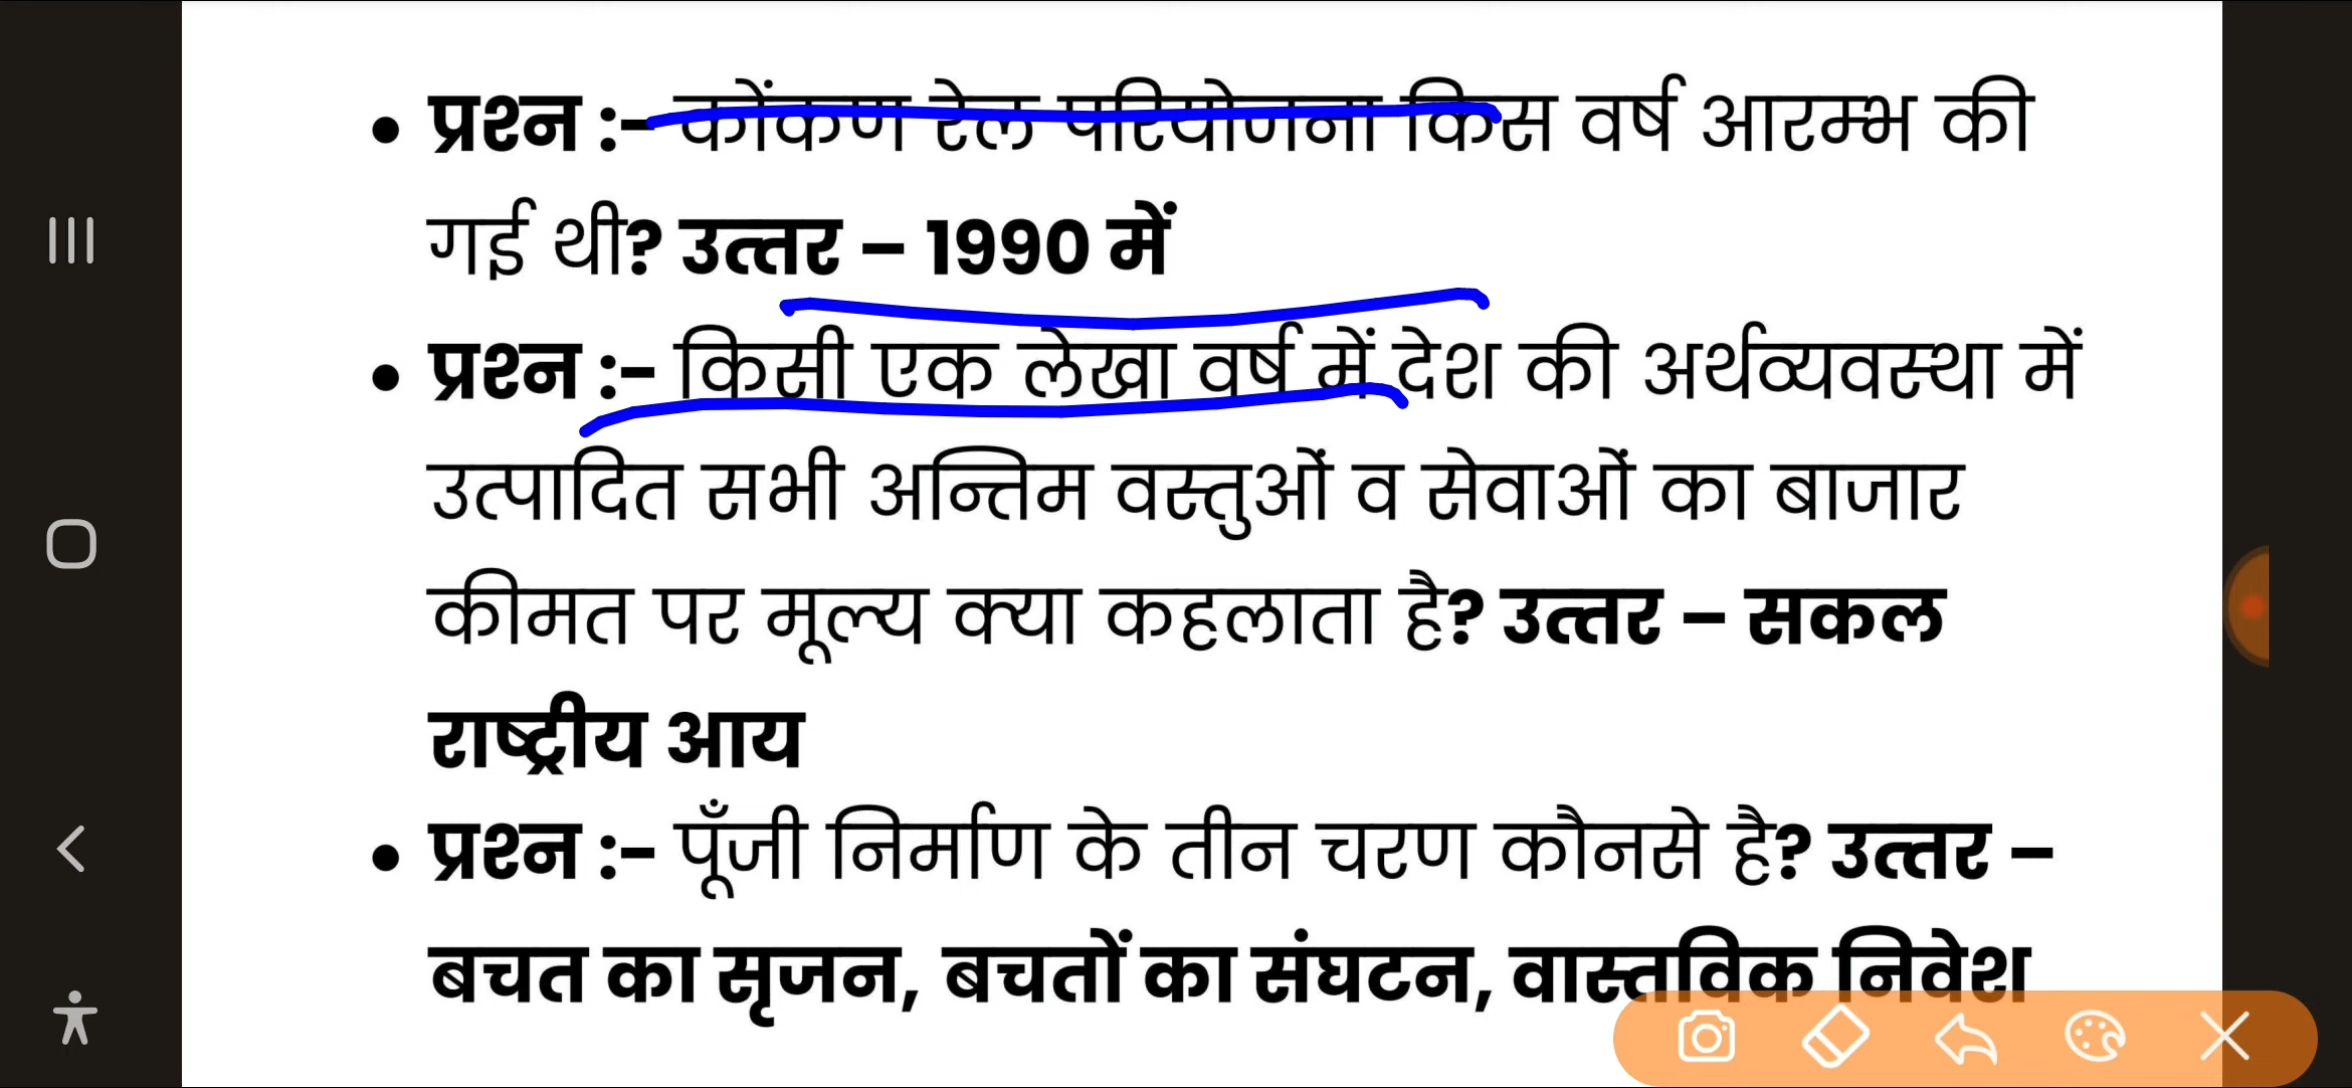 • प्रश्न :- कोंकण रेल परियोजना किस वर्ष आरम्भ की
गई थी? उत्तर – 1990 में
• प्रश्न :- किसी एक लेखा वर्ष में देश की अर्थव्यवस्था में
उत्पादित सभी अन्तिम वस्तुओं व सेवाओं का बाजार
कीमत पर मूल्य क्या कहलाता है? उत्तर – सकल
राष्ट्रीय आय
• प्रश्न :- पूँजी निर्माण के तीन चरण कौनसे है? उत्तर –
बचत का सृजन, बचतों का संघटन, वास्तविक निवेश